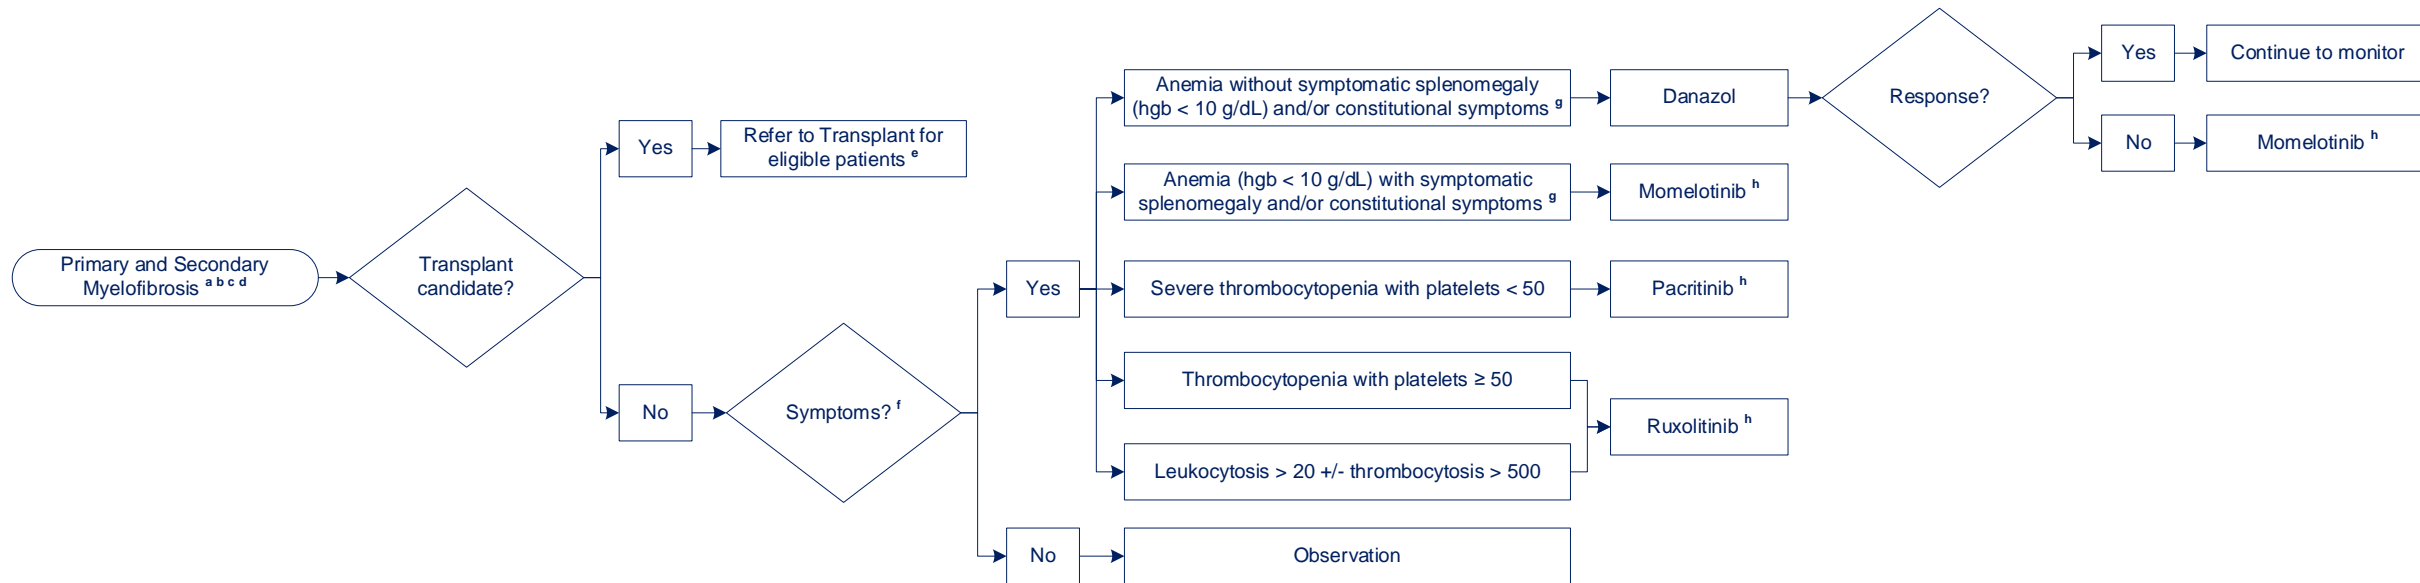 Primary and Secondary
Myelofibrosis a b c d
Transplant
candidate?
Yes
Refer to Transplant for
eligible patients e
No
Symptoms? f
Yes
Anemia without symptomatic splenomegaly
(hgb < 10 g/dL) and/or constitutional symptoms g
Danazol
Response?
Yes
Continue to monitor
No
Momelotinib h
Anemia (hgb < 10 g/dL) with symptomatic
splenomegaly and/or constitutional symptoms g
Momelotinib h
Severe thrombocytopenia with platelets < 50
Pacritinib h
Thrombocytopenia with platelets ≥ 50
Leukocytosis > 20 +/- thrombocytosis > 500
Ruxolitinib h
No
Observation